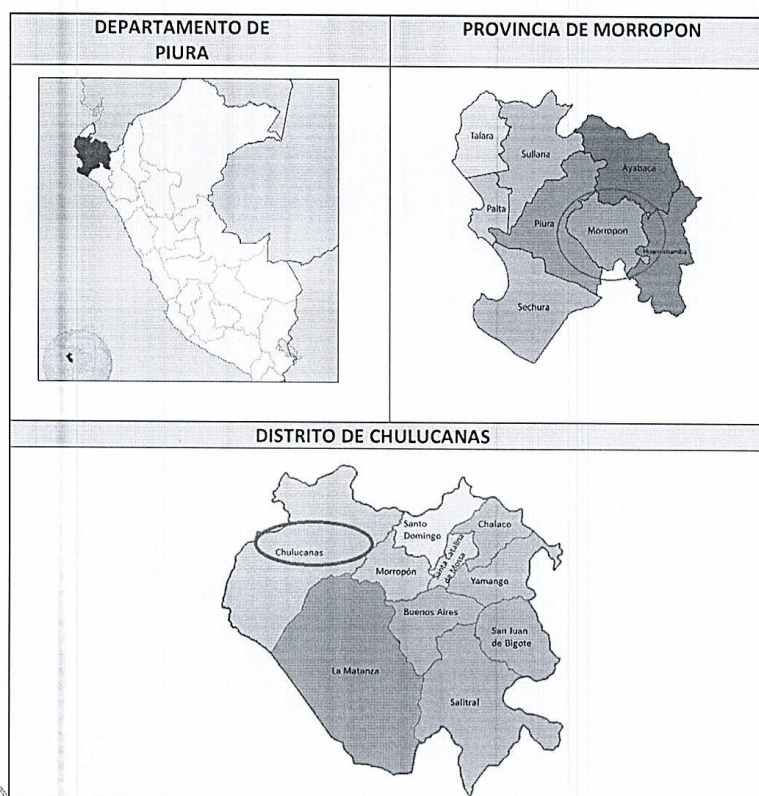 DEPARTAMENTO DE
PIURA
PROVINCIA DE MORROPON
Talara
Sullana
Ayabaca
Paita
Piura
Morropon
Huancabamba
Sechura
DISTRITO DE CHULUCANAS
Santo
Domingo
Chalaco
Chulucanas
Santa Catalina
de Mossa
Morropón
Yamango
Buenos Aires
San Juan
de Bigote
La Matanza
Salitral